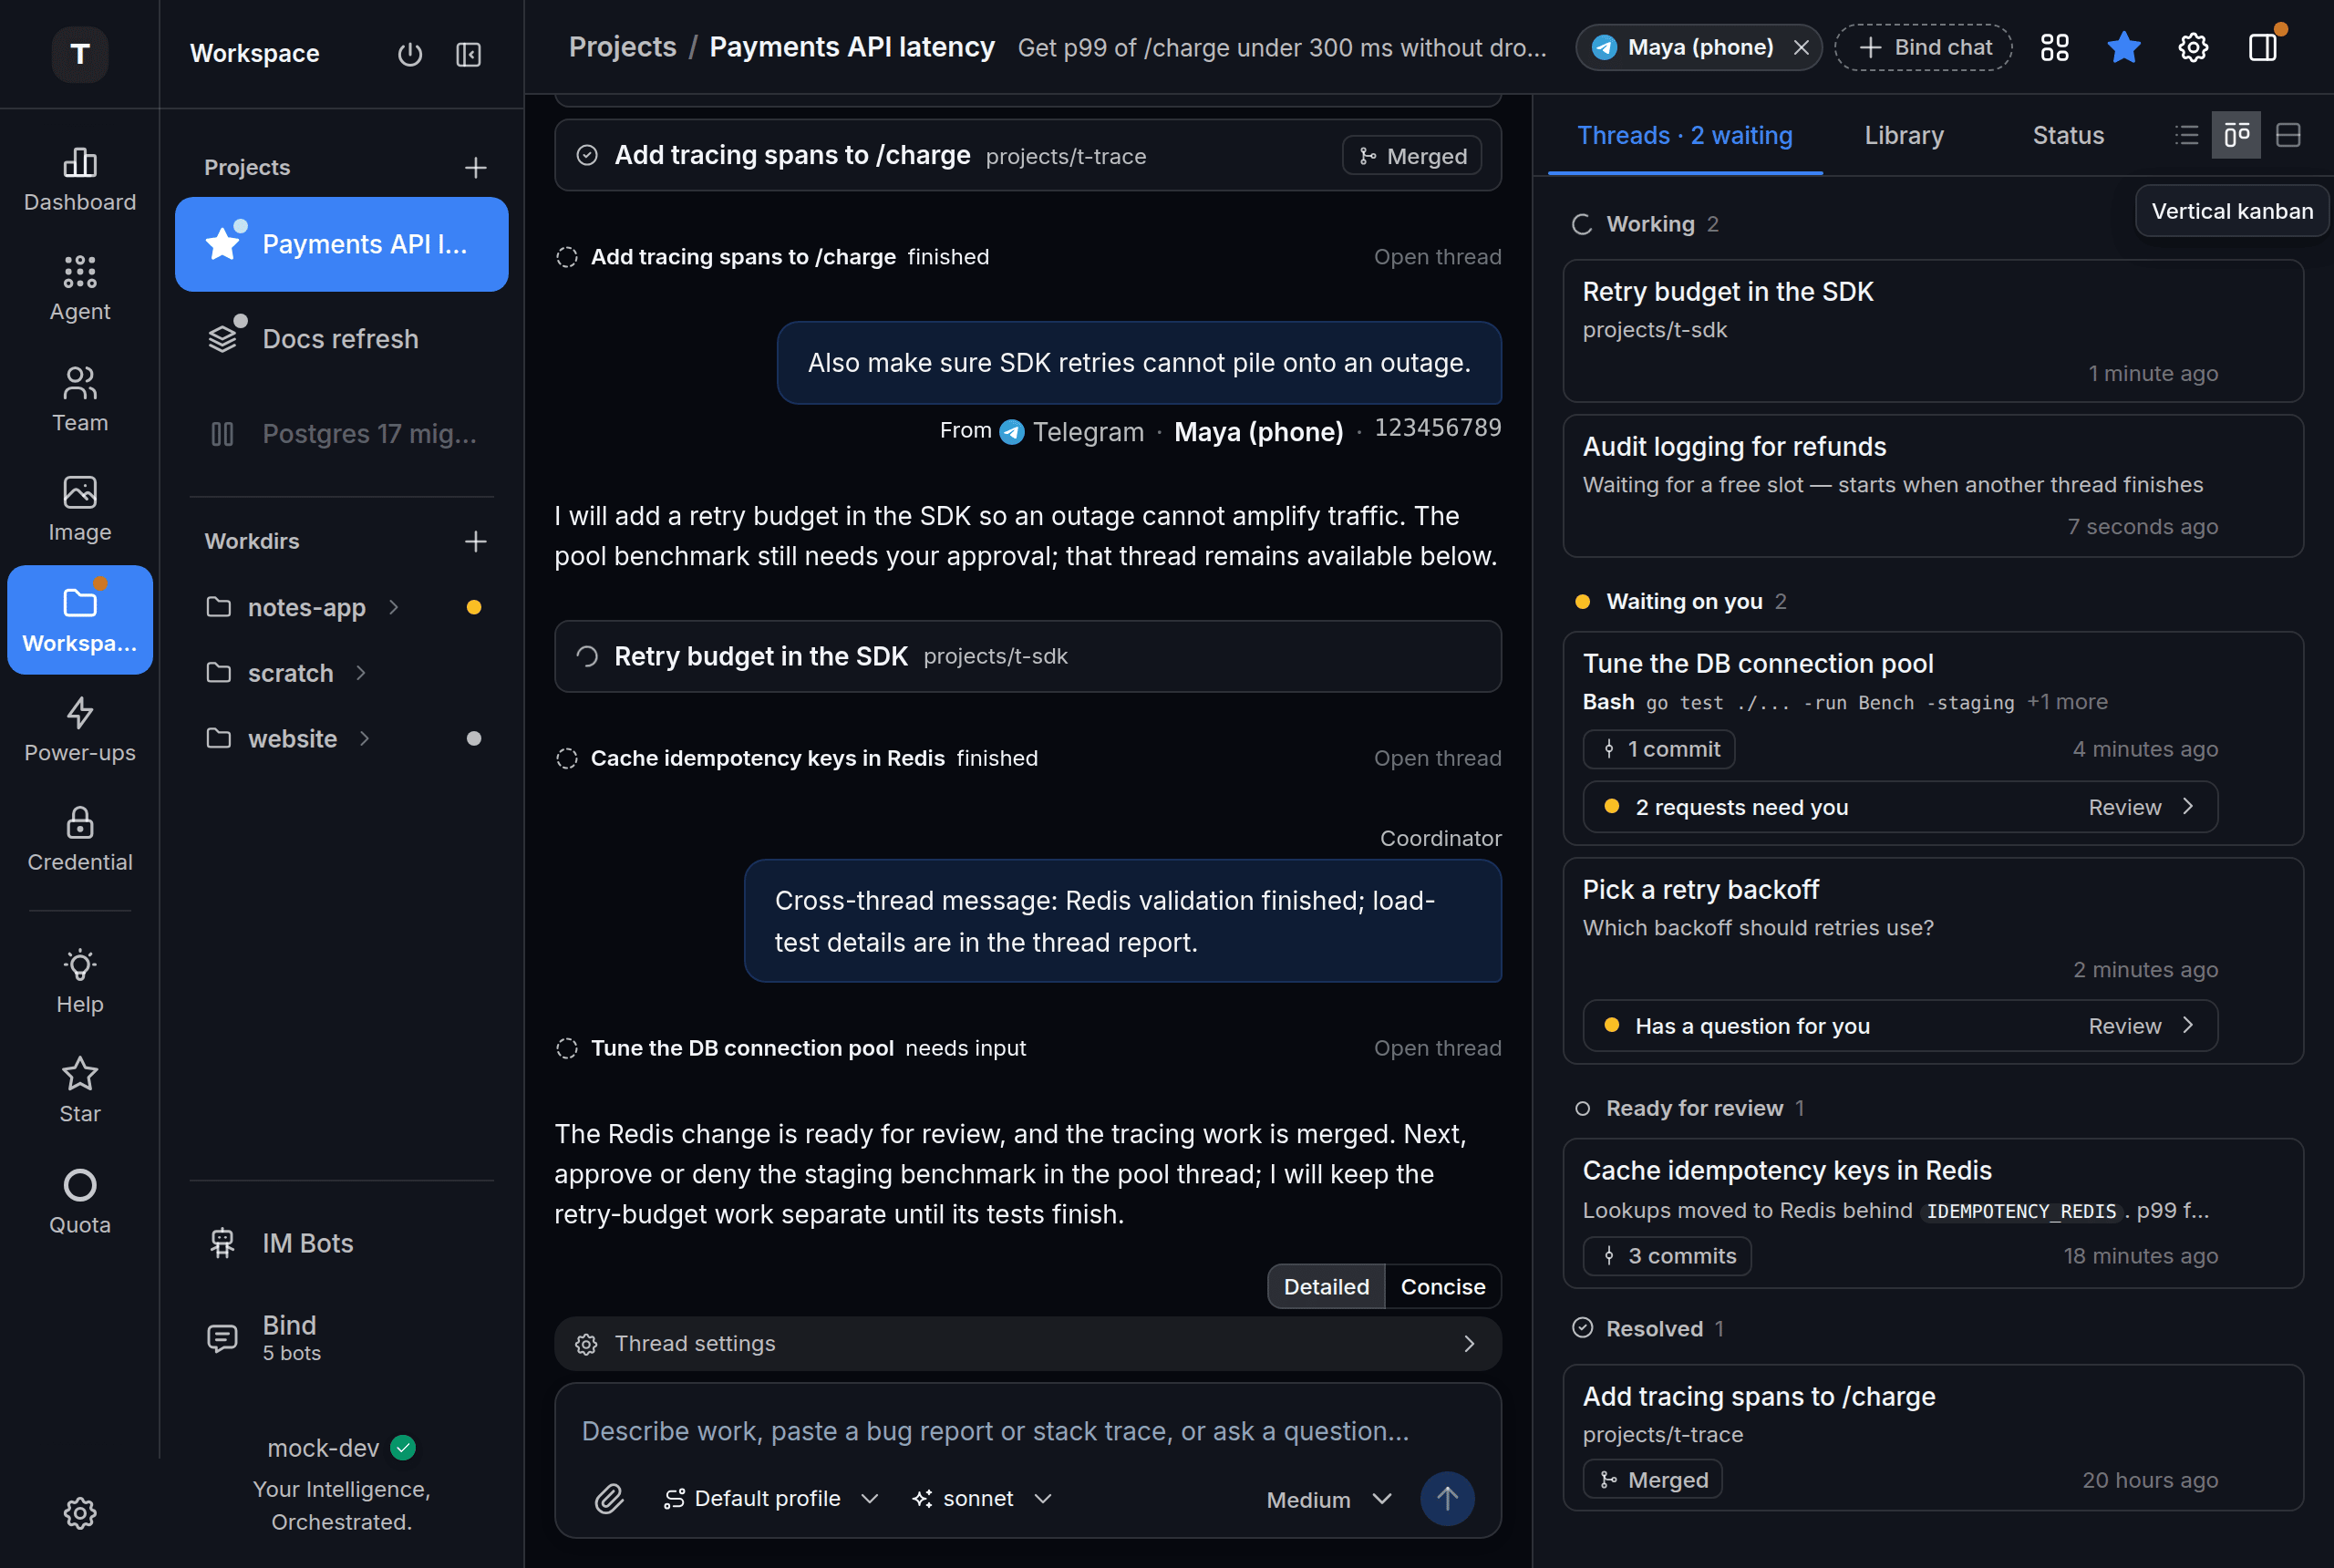 T
Dashboard
Agent
Team
Image
Workspa...
Power-ups
Credential
Help
Star
Quota
Workspace
Projects
Payments API l...
Docs refresh
Postgres 17 mig...
Workdirs
notes-app
scratch
website
IM Bots
Bind
5 bots
mock-dev
Your Intelligence,
Orchestrated.
Projects / Payments API latency Get p99 of /charge under 300 ms without dro...
Maya (phone)
Bind chat
Add tracing spans to /charge projects/t-trace Merged
Add tracing spans to /charge finished Open thread
Also make sure SDK retries cannot pile onto an outage.
From Telegram · Maya (phone) · 123456789
I will add a retry budget in the SDK so an outage cannot amplify traffic. The
pool benchmark still needs your approval; that thread remains available below.
Retry budget in the SDK projects/t-sdk
Cache idempotency keys in Redis finished Open thread
Coordinator
Cross-thread message: Redis validation finished; load-
test details are in the thread report.
Tune the DB connection pool needs input Open thread
The Redis change is ready for review, and the tracing work is merged. Next,
approve or deny the staging benchmark in the pool thread; I will keep the
retry-budget work separate until its tests finish.
Detailed Concise
Thread settings
Describe work, paste a bug report or stack trace, or ask a question...
Default profile sonnet Medium
Threads · 2 waiting Library Status
Vertical kanban
Working 2
Retry budget in the SDK
projects/t-sdk
1 minute ago
Audit logging for refunds
Waiting for a free slot — starts when another thread finishes
7 seconds ago
Waiting on you 2
Tune the DB connection pool
Bash go test ./... -run Bench -staging +1 more
1 commit 4 minutes ago
2 requests need you Review
Pick a retry backoff
Which backoff should retries use?
2 minutes ago
Has a question for you Review
Ready for review 1
Cache idempotency keys in Redis
Lookups moved to Redis behind IDEMPOTENCY_REDIS. p99 f...
3 commits 18 minutes ago
Resolved 1
Add tracing spans to /charge
projects/t-trace
Merged 20 hours ago